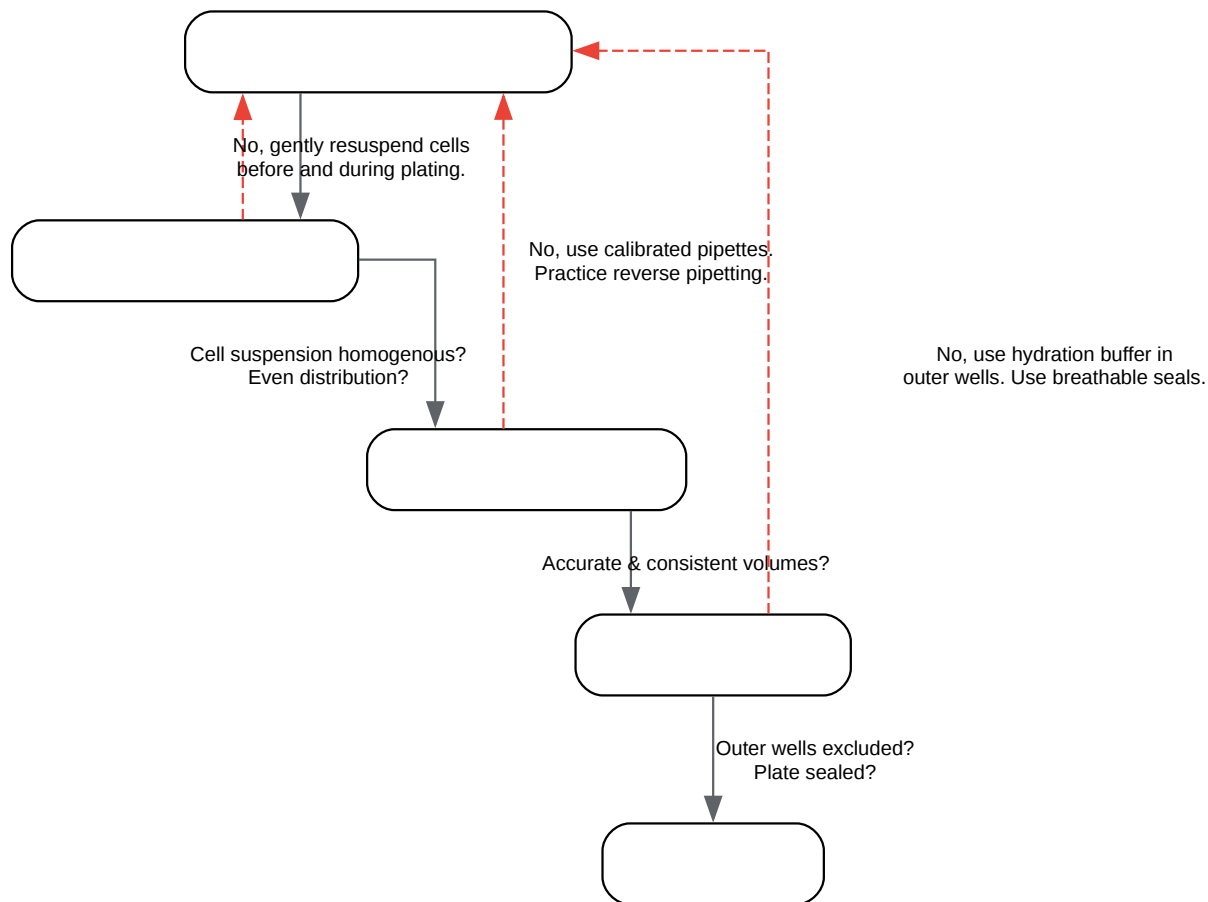 No, gently resuspend cells
before and during plating.
No, use calibrated pipettes.
Practice reverse pipetting.
Cell suspension homogenous?
Even distribution?
No, use hydration buffer in
outer wells. Use breathable seals.
Accurate & consistent volumes?
Outer wells excluded?
Plate sealed?